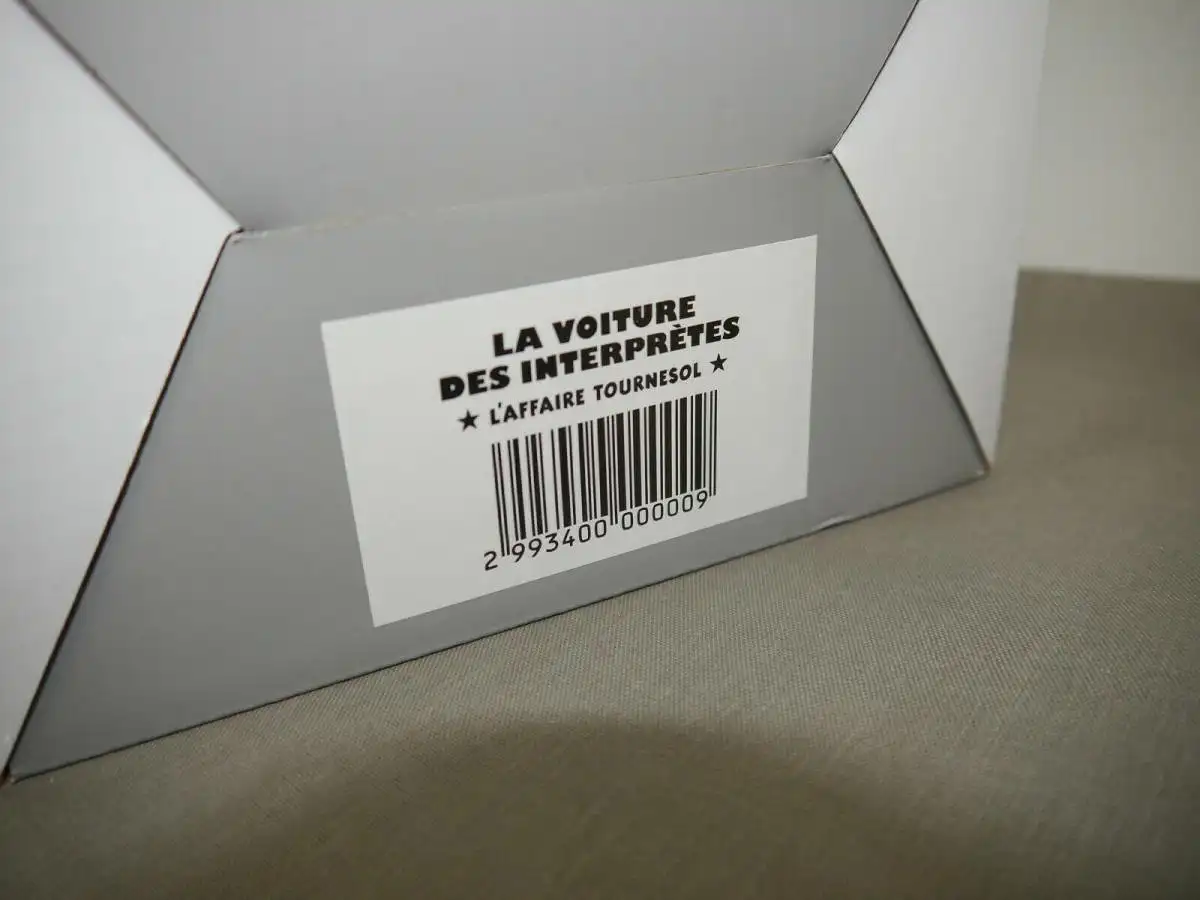 LA VOITURE
DES INTERPRÈTES
★ L'AFFAIRE TOURNESOL ★
2 993400 000009